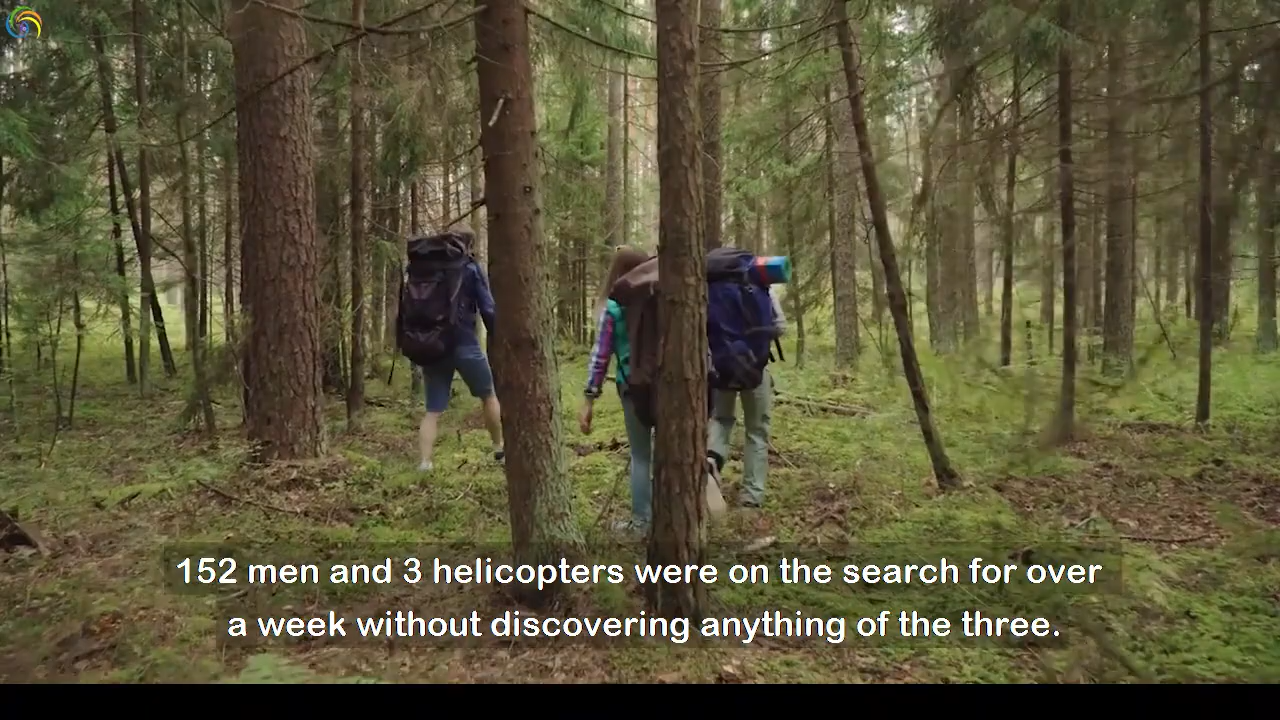 152 men and 3 helicopters were on the search for over
a week without discovering anything of the three.